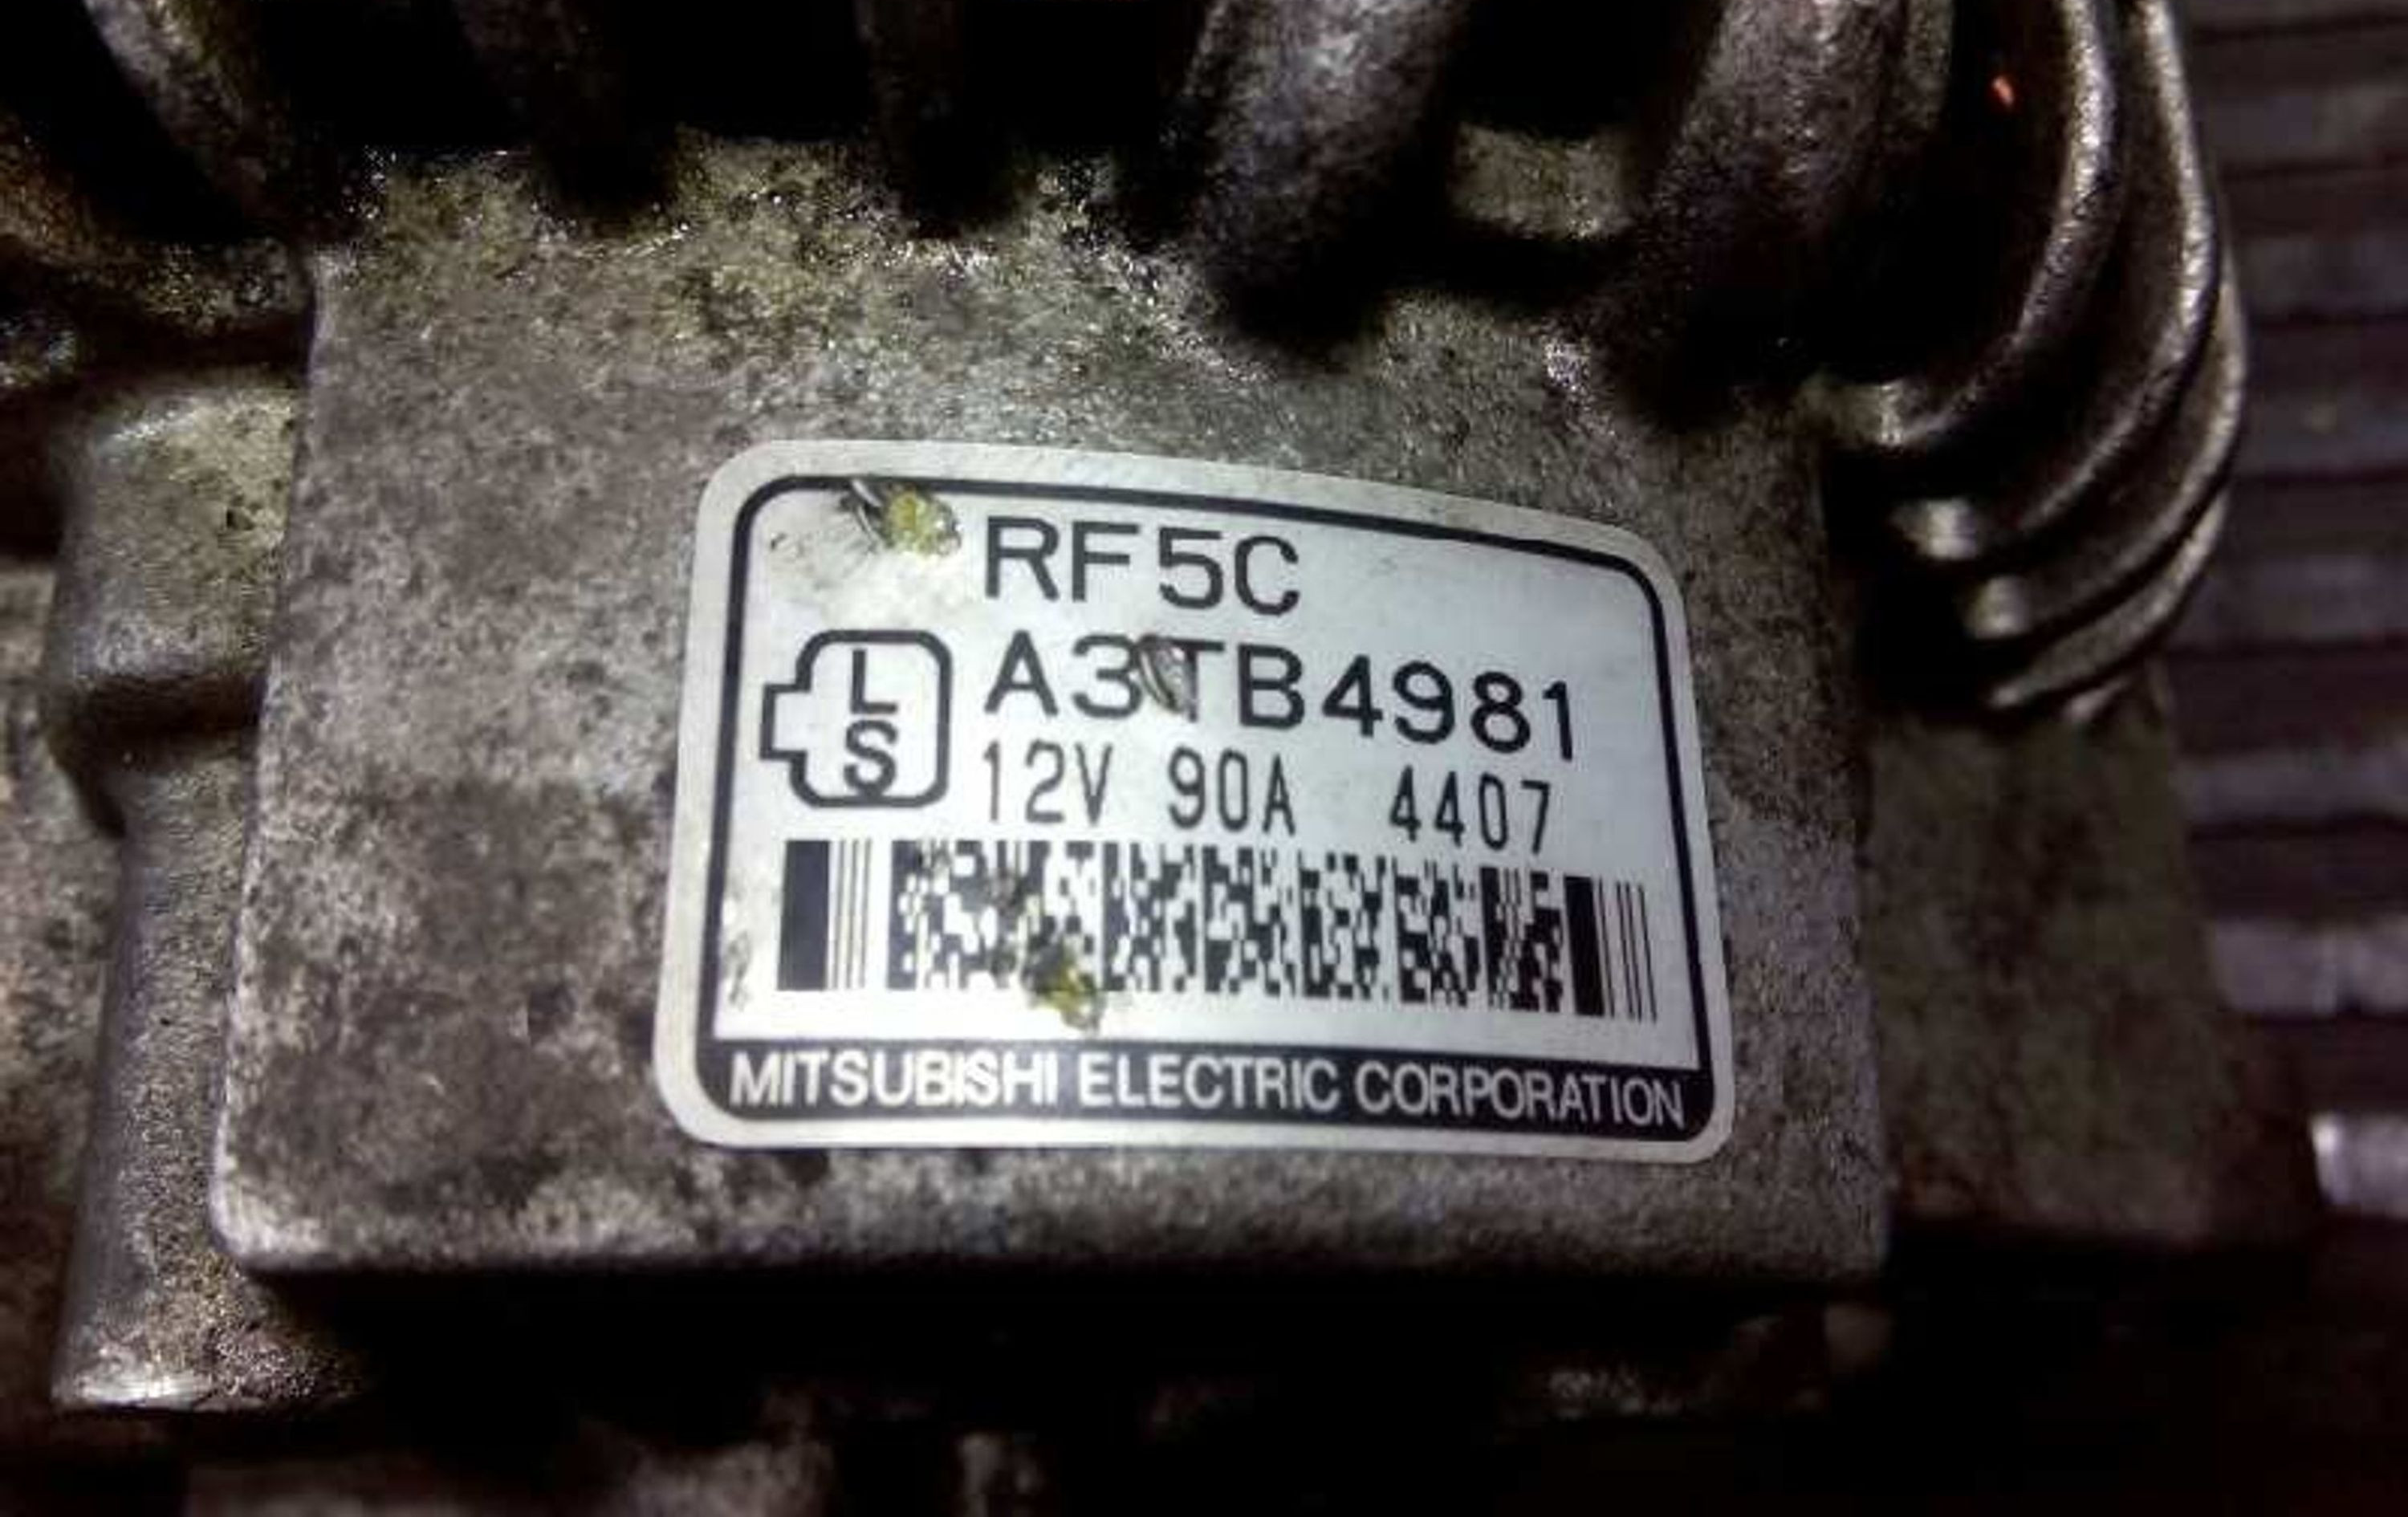 RF5C
L
S
A3TB4981
12V 90A 4407
MITSUBISHI ELECTRIC CORPORATION